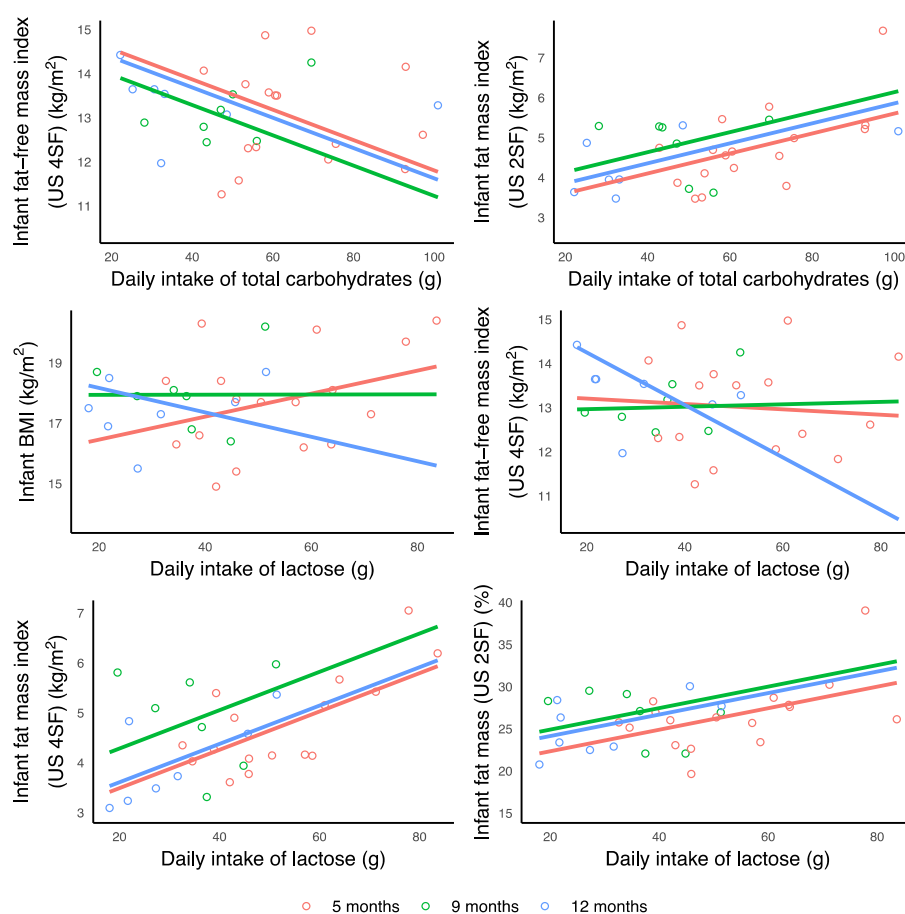 Infant fat−free mass index
(US 4SF) (kg/m²)
15
14
13
12
11
20
40
60
80
100
Daily intake of total carbohydrates (g)
Infant fat mass index
(US 2SF) (kg/m²)
7
6
5
4
3
20
40
60
80
100
Daily intake of total carbohydrates (g)
Infant BMI (kg/m²)
19
17
15
20
40
60
80
Daily intake of lactose (g)
Infant fat−free mass index
(US 4SF) (kg/m²)
15
14
13
12
11
20
40
60
80
Daily intake of lactose (g)
Infant fat mass index
(US 4SF) (kg/m²)
7
6
5
4
3
20
40
60
80
Daily intake of lactose (g)
Infant fat mass (US 2SF) (%)
40
35
30
25
20
15
20
40
60
80
Daily intake of lactose (g)
5 months
9 months
12 months